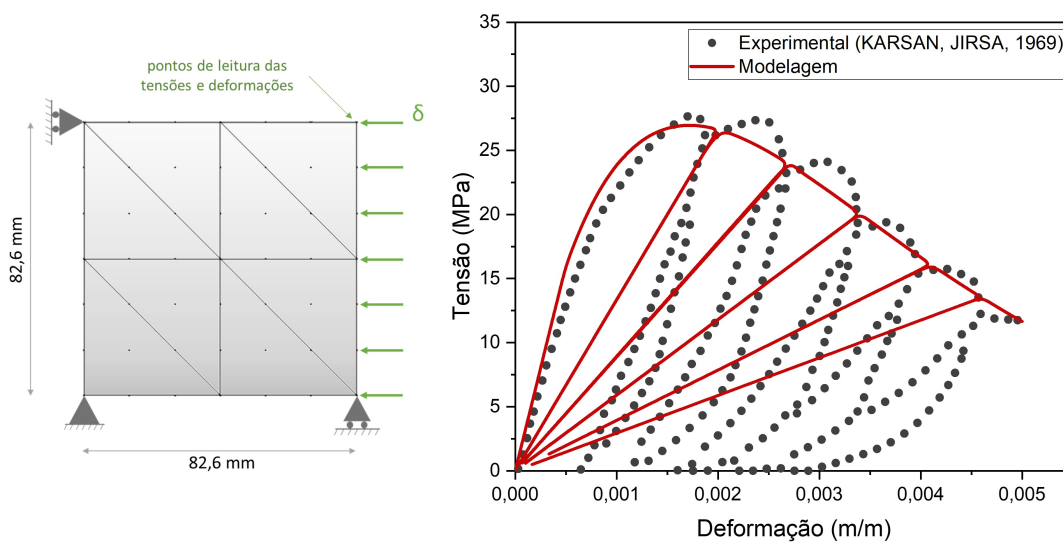 pontos de leitura das
tensões e deformações
δ
82,6 mm
82,6 mm
35
30
25
20
15
10
5
0
Tensão (MPa)
Experimental (KARSAN, JIRSA, 1969)
Modelagem
0,000 0,001 0,002 0,003 0,004 0,005
Deformação (m/m)